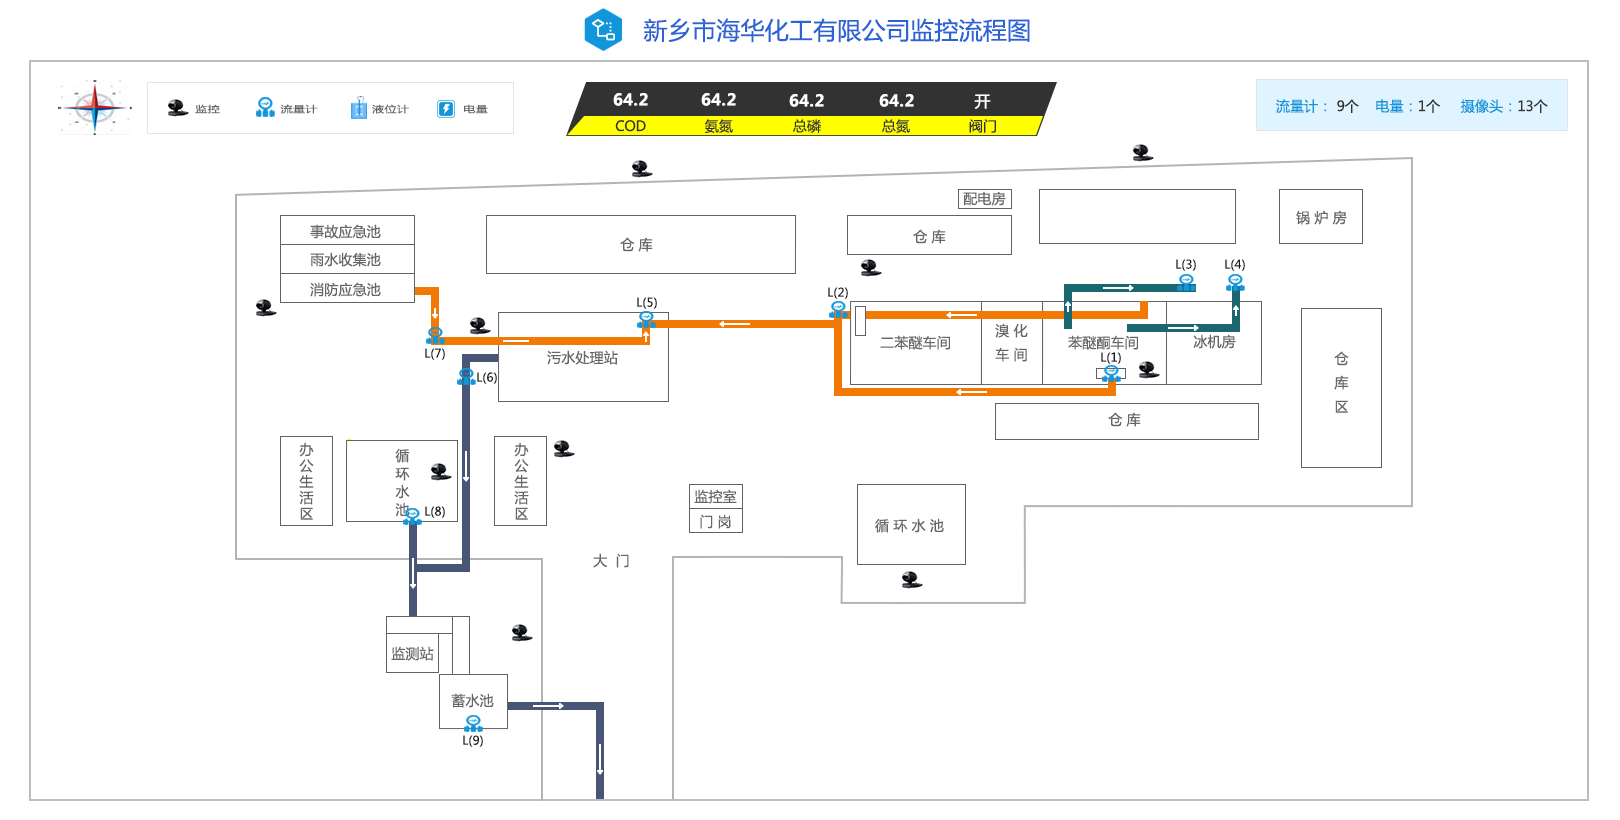 新乡市海华化工有限公司监控流程图
监控 流量计 液位计 电量
64.2 64.2 64.2 64.2 开
COD 氨氮 总磷 总氮 阀门
流量计： 9个 电量：1个 摄像头：13个
事故应急池
雨水收集池
消防应急池
仓 库
配电房
仓 库
锅 炉 房
L(3)
L(4)
L(2)
L(5)
L(7)
L(6)
污水处理站
二苯醚车间
溴 化
车 间
苯醚酮车间
L(1)
冰机房
仓 库
仓
库
区
办
公
生
活
区
循
环
水
池
L(8)
办
公
生
活
区
监控室
门 岗
循 环 水 池
大 门
监测站
蓄水池
L(9)